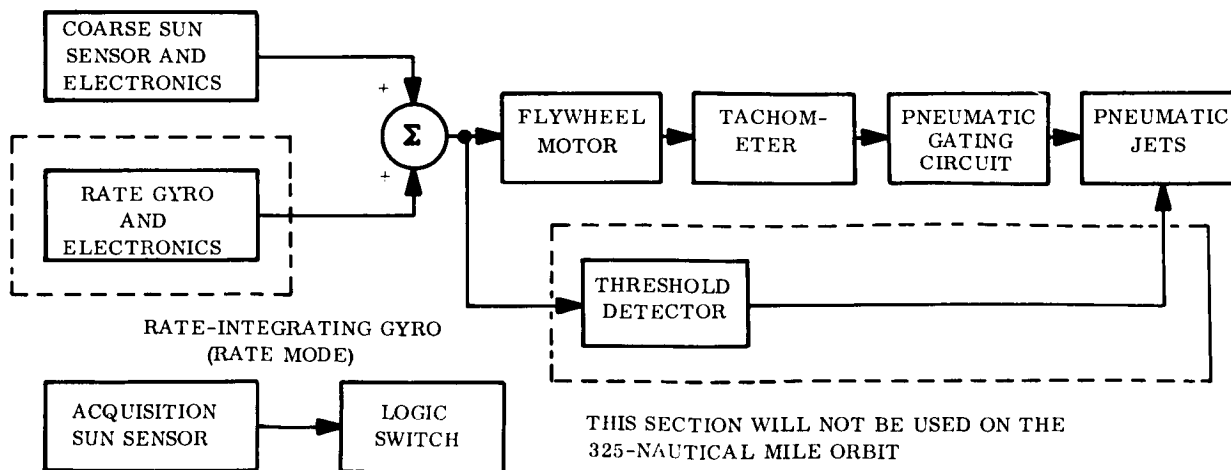 COARSE SUN
SENSOR AND
ELECTRONICS
+
Σ
+
FLYWHEEL
MOTOR
TACHOM-
ETER
PNEUMATIC
GATING
CIRCUIT
PNEUMATIC
JETS
RATE GYRO
AND
ELECTRONICS
THRESHOLD
DETECTOR
RATE-INTEGRATING GYRO
(RATE MODE)
ACQUISITION
SUN SENSOR
LOGIC
SWITCH
THIS SECTION WILL NOT BE USED ON THE
325-NAUTICAL MILE ORBIT